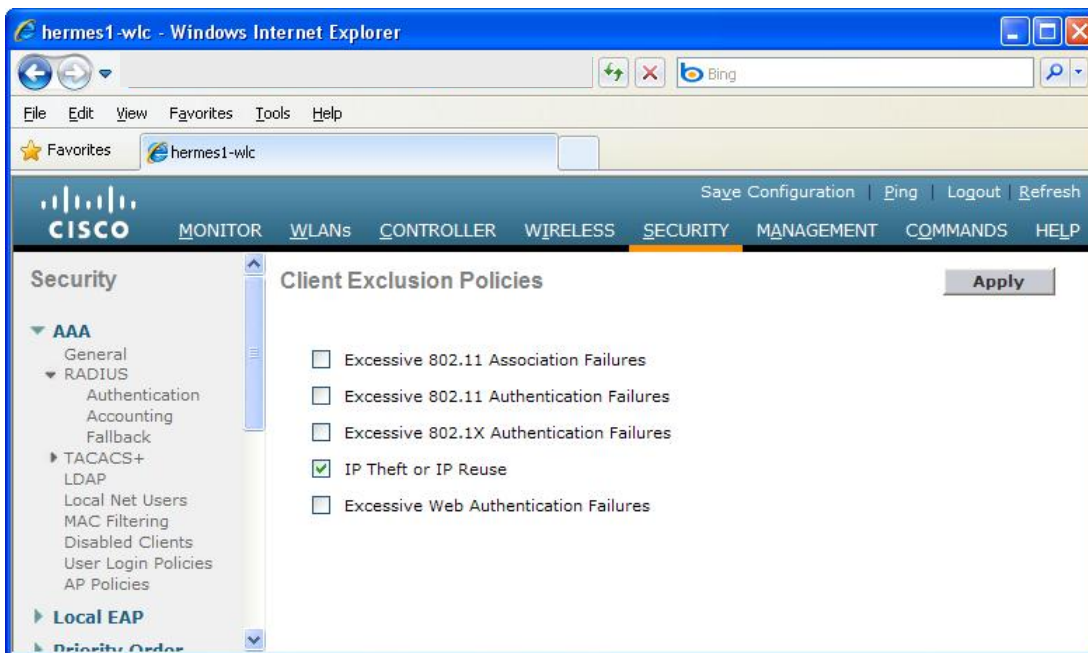 hermes1-wlc - Windows Internet Explorer
Bing
File Edit View Favorites Tools Help
Favorites hermes1-wlc
Save Configuration | Ping | Logout | Refresh
CISCO MONITOR WLANs CONTROLLER WIRELESS SECURITY MANAGEMENT COMMANDS HELP
Security
AAA
General
RADIUS
Authentication
Accounting
Fallback
TACACS+
LDAP
Local Net Users
MAC Filtering
Disabled Clients
User Login Policies
AP Policies
Local EAP
Priority Order
Client Exclusion Policies
Apply
Excessive 802.11 Association Failures
Excessive 802.11 Authentication Failures
Excessive 802.1X Authentication Failures
IP Theft or IP Reuse
Excessive Web Authentication Failures